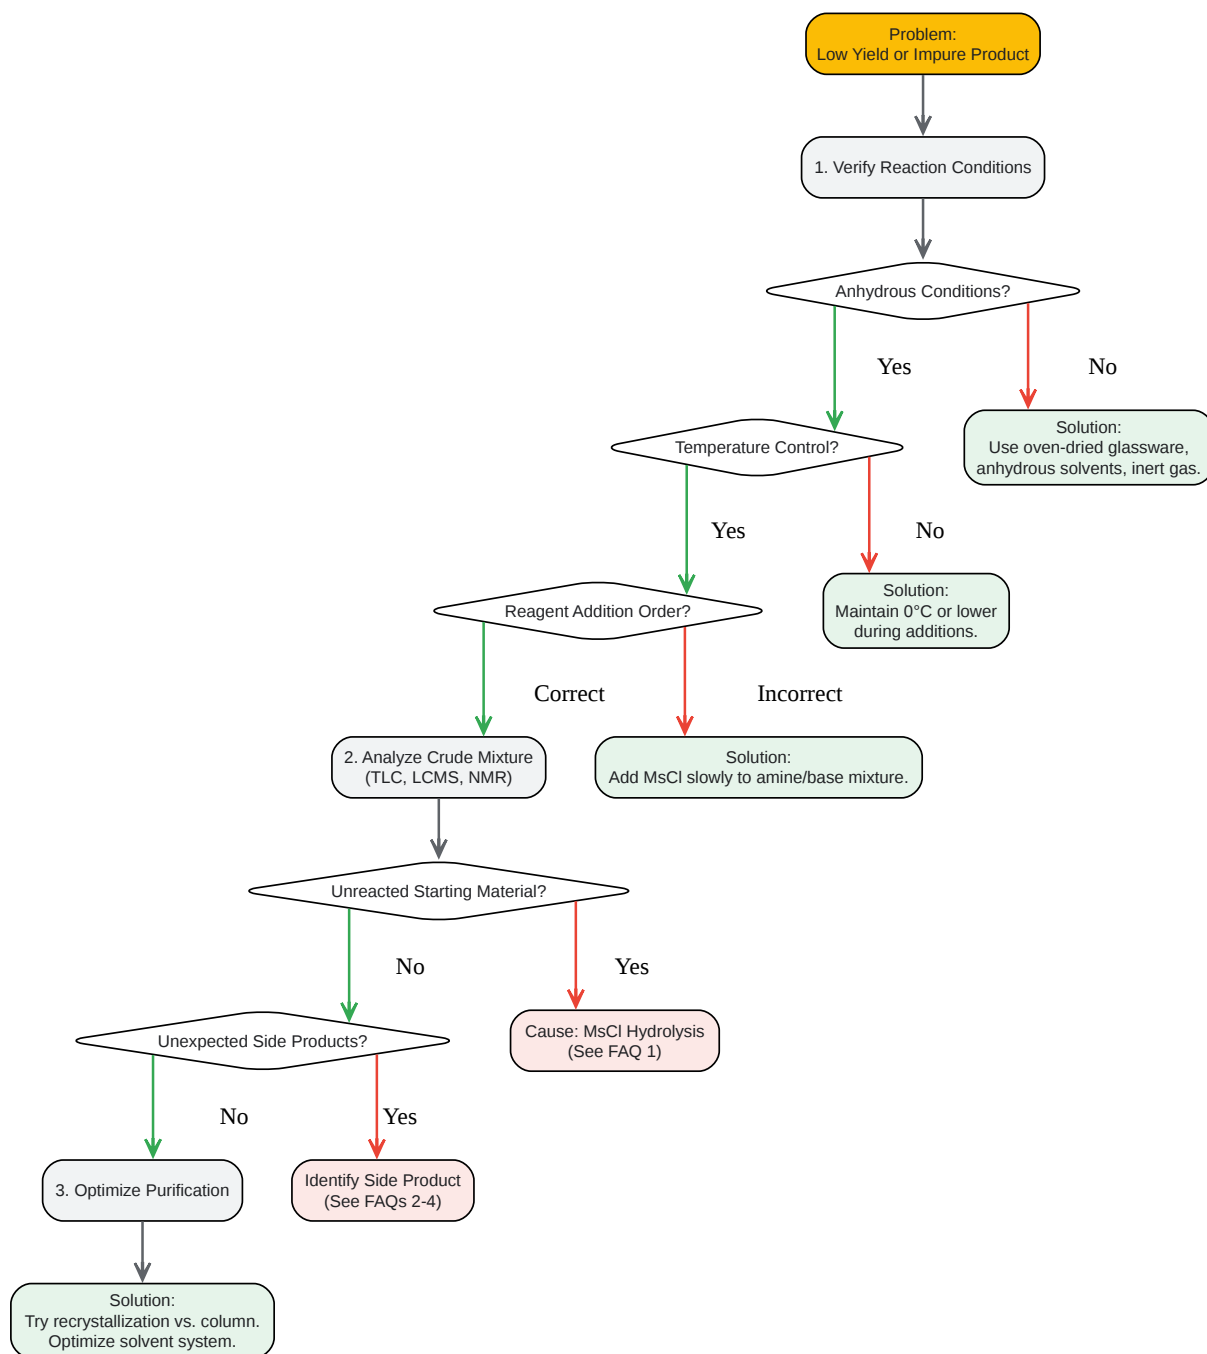 Problem:
Low Yield or Impure Product
1. Verify Reaction Conditions
Anhydrous Conditions?
Yes
No
Solution:
Use oven-dried glassware,
anhydrous solvents, inert gas.
Temperature Control?
Yes
No
Solution:
Maintain 0°C or lower
during additions.
Reagent Addition Order?
Correct
Incorrect
2. Analyze Crude Mixture
(TLC, LCMS, NMR)
Solution:
Add MsCl slowly to amine/base mixture.
Unreacted Starting Material?
No
Yes
Cause: MsCl Hydrolysis
(See FAQ 1)
Unexpected Side Products?
No
Yes
3. Optimize Purification
Identify Side Product
(See FAQs 2-4)
Solution:
Try recrystallization vs. column.
Optimize solvent system.